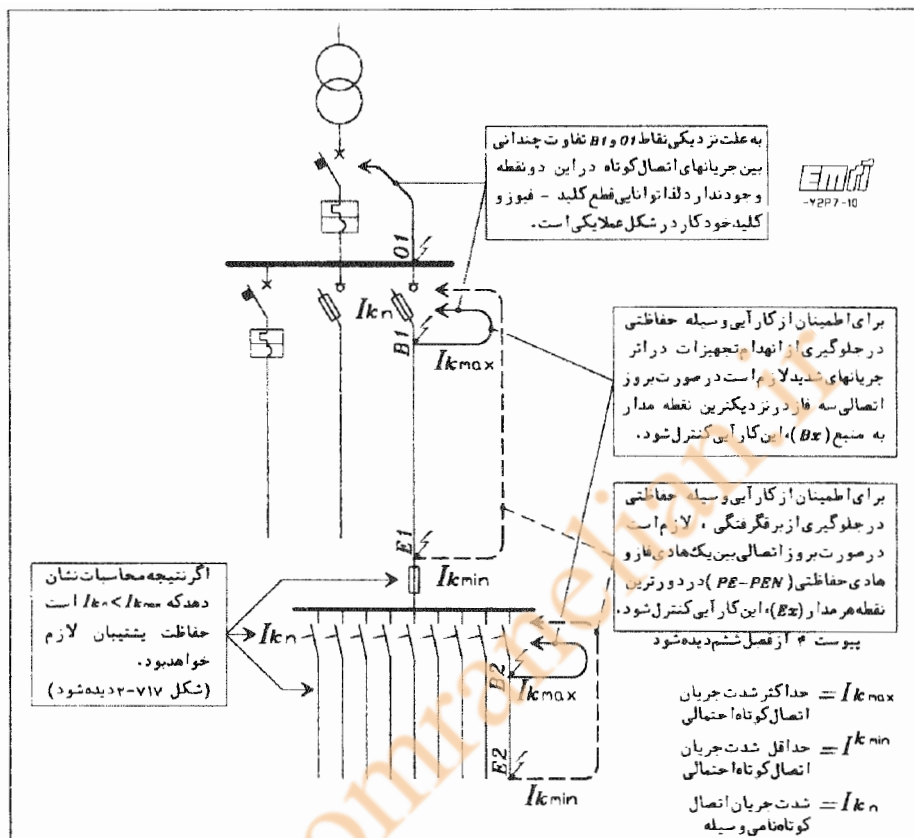 به علت نزدیکی نقاط O1 و B1 تفاوت چندانی
بین جریانهای اتصال کوتاه در این دو نقطه
وجود ندارد لذا توانایی قطع کلید - فیوز و
کلید خودکار در شکل عملا یکی است.
Emrii
-Y2P7-10
O1
Ikn
B1
Ikmax
برای اطمینان از کارآیی وسیله حفاظتی
در جلوگیری از انهدام تجهیزات در اثر
جریانهای شدید لازم است در صورت بروز
اتصالی سه فاز در نزدیکترین نقطه مدار
به منبع (Bx)، این کارآیی کنترل شود.
برای اطمینان از کارآیی وسیله حفاظتی
در جلوگیری از برقگرفتگی ، لازم است
در صورت بروز اتصالی بین یک هادی فاز و
هادی حفاظتی (PE-PEN) در دورترین
نقطه هر مدار (Ex)، این کارآیی کنترل شود.
پیوست ۴ از فصل ششم دیده شود
E1
Ikmin
اگر نتیجه محاسبات نشان
دهد که Ikn < Ikmax است
حفاظت پشتیبان لازم
خواهد بود.
(شکل ۷۱۷-۲ دیده شود)
Ikn
B2
Ikmax
E2
Ikmin
Ikmax = حداکثر شدت جریان
اتصال کوتاه احتمالی
Ikmin = حداقل شدت جریان
اتصال کوتاه احتمالی
Ikn = شدت جریان اتصال
کوتاه نامی وسیله
omranelian.ir